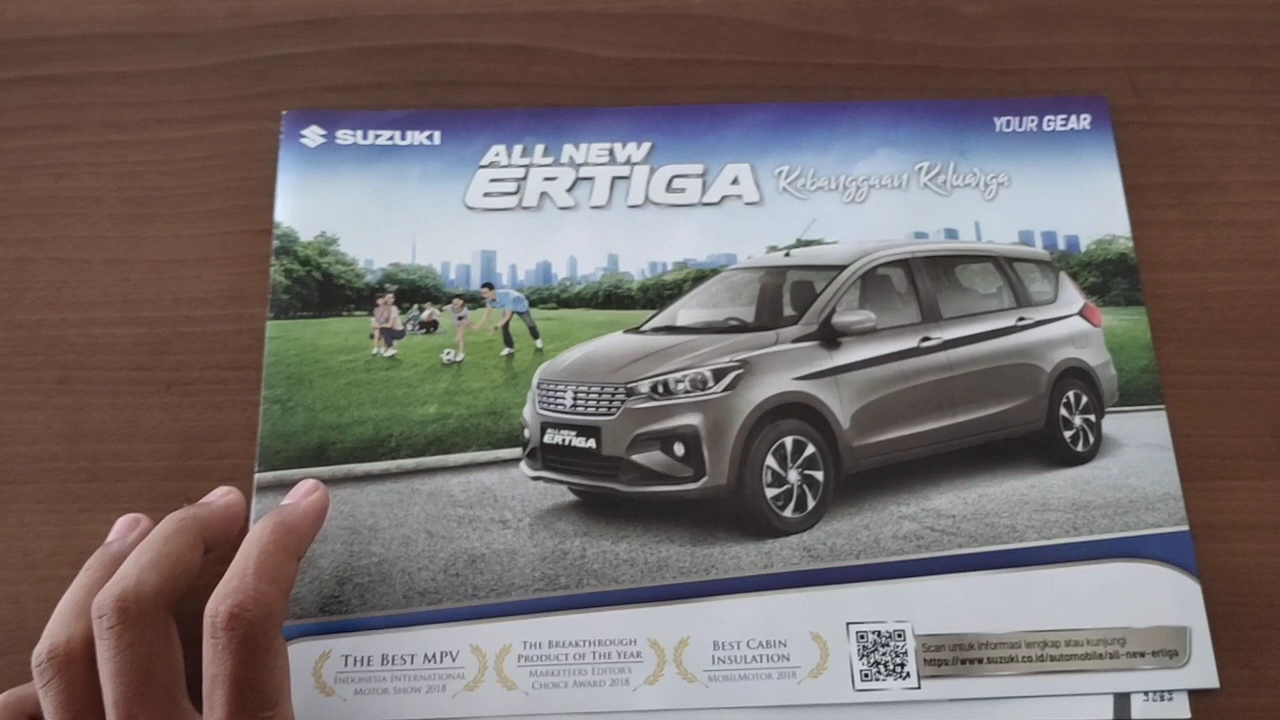 SUZUKI
YOUR GEAR
ALL NEW
ERTIGA
Kebanggaan Keluarga
ALL NEW
ERTIGA
THE BEST MPV
INDONESIA INTERNATIONAL
MOTOR SHOW 2018
THE BREAKTHROUGH
PRODUCT OF THE YEAR
MARKETEERS EDITOR'S
CHOICE AWARD 2018
BEST CABIN
INSULATION
MOBILMOTOR 2018
Scan untuk informasi lengkap atau kunjungi
https://www.suzuki.co.id/automobile/all-new-ertiga